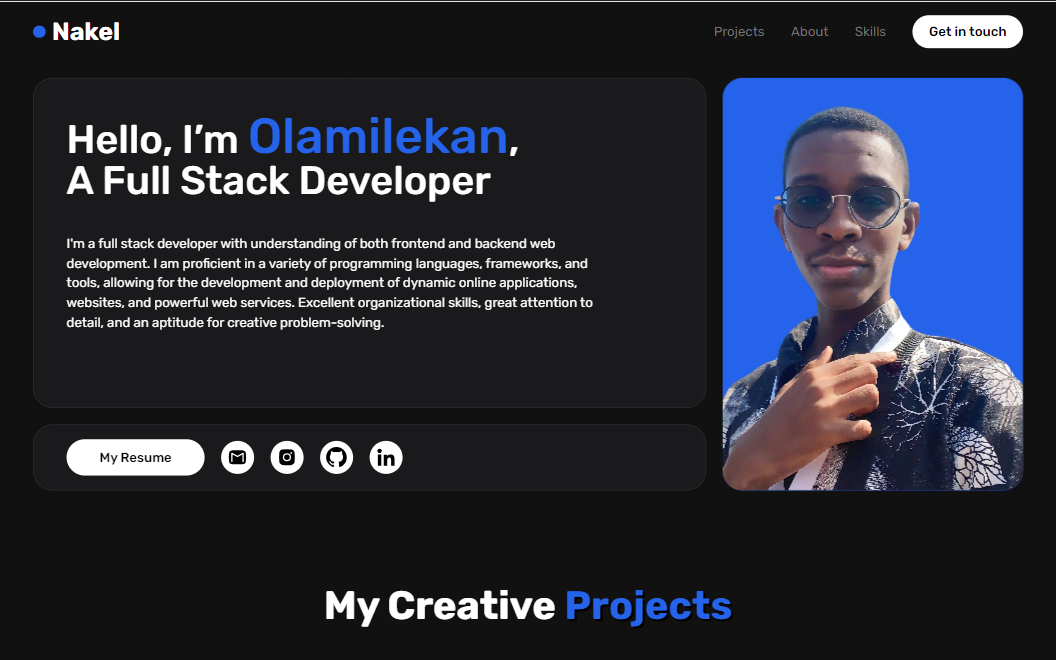 Nakel
Projects
About
Skills
Get in touch
Hello, I’m Olamilekan,
A Full Stack Developer
I'm a full stack developer with understanding of both frontend and backend web
development. I am proficient in a variety of programming languages, frameworks, and
tools, allowing for the development and deployment of dynamic online applications,
websites, and powerful web services. Excellent organizational skills, great attention to
detail, and an aptitude for creative problem-solving.
My Resume
in
My Creative Projects